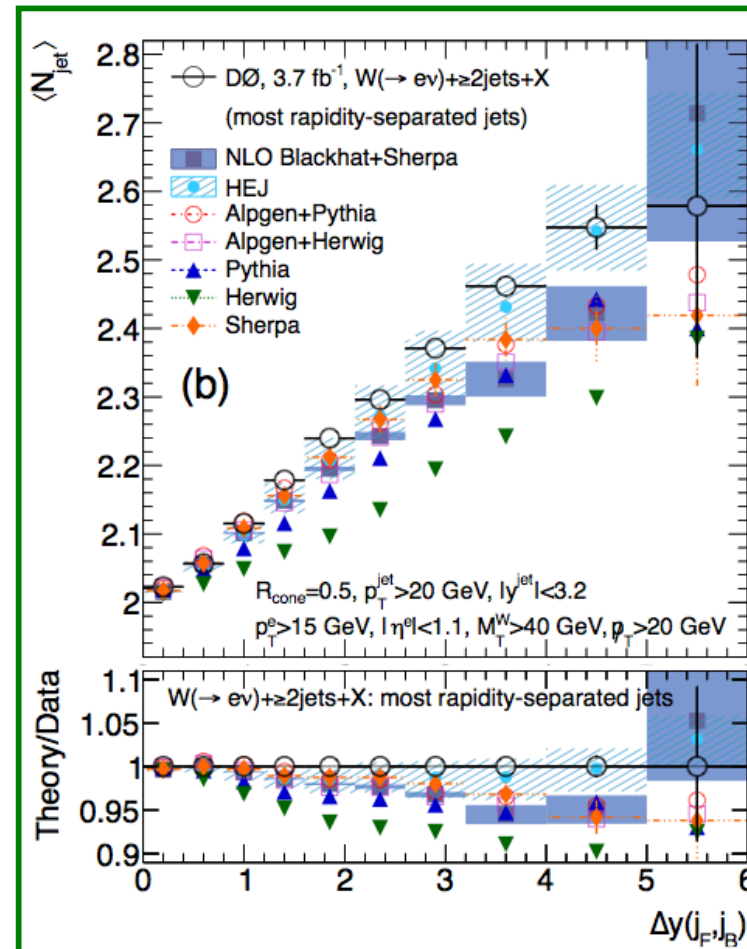 ⟨N_jet⟩
2.8
2.7
2.6
2.5
2.4
2.3
2.2
2.1
2
DØ, 3.7 fb⁻¹, W(→ eν)+≥2jets+X
(most rapidity-separated jets)
NLO Blackhat+Sherpa
HEJ
Alpgen+Pythia
Alpgen+Herwig
Pythia
Herwig
Sherpa
(b)
R_cone=0.5, p_T^jet>20 GeV, |y^jet|<3.2
p_T^e>15 GeV, |η^e|<1.1, M_T^W>40 GeV, p̸_T>20 GeV
Theory/Data
1.1
1.05
1
0.95
0.9
W(→ eν)+≥2jets+X: most rapidity-separated jets
0 1 2 3 4 5 6
Δy(j_F,j_B)